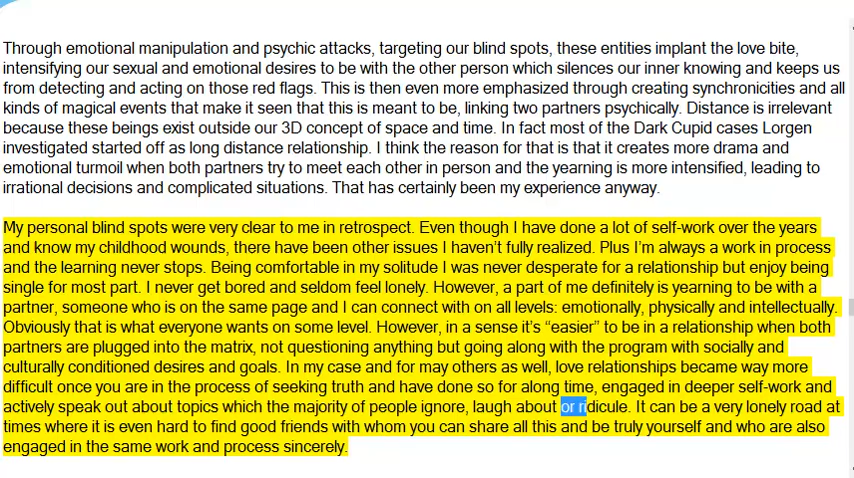 Through emotional manipulation and psychic attacks, targeting our blind spots, these entities implant the love bite,
intensifying our sexual and emotional desires to be with the other person which silences our inner knowing and keeps us
from detecting and acting on those red flags. This is then even more emphasized through creating synchronicities and all
kinds of magical events that make it seen that this is meant to be, linking two partners psychically. Distance is irrelevant
because these beings exist outside our 3D concept of space and time. In fact most of the Dark Cupid cases Lorgen
investigated started off as long distance relationship. I think the reason for that is that it creates more drama and
emotional turmoil when both partners try to meet each other in person and the yearning is more intensified, leading to
irrational decisions and complicated situations. That has certainly been my experience anyway.
My personal blind spots were very clear to me in retrospect. Even though I have done a lot of self-work over the years
and know my childhood wounds, there have been other issues I haven't fully realized. Plus I'm always a work in process
and the learning never stops. Being comfortable in my solitude I was never desperate for a relationship but enjoy being
single for most part. I never get bored and seldom feel lonely. However, a part of me definitely is yearning to be with a
partner, someone who is on the same page and I can connect with on all levels: emotionally, physically and intellectually.
Obviously that is what everyone wants on some level. However, in a sense it's “easier” to be in a relationship when both
partners are plugged into the matrix, not questioning anything but going along with the program with socially and
culturally conditioned desires and goals. In my case and for may others as well, love relationships became way more
difficult once you are in the process of seeking truth and have done so for along time, engaged in deeper self-work and
actively speak out about topics which the majority of people ignore, laugh about or ridicule. It can be a very lonely road at
times where it is even hard to find good friends with whom you can share all this and be truly yourself and who are also
engaged in the same work and process sincerely.